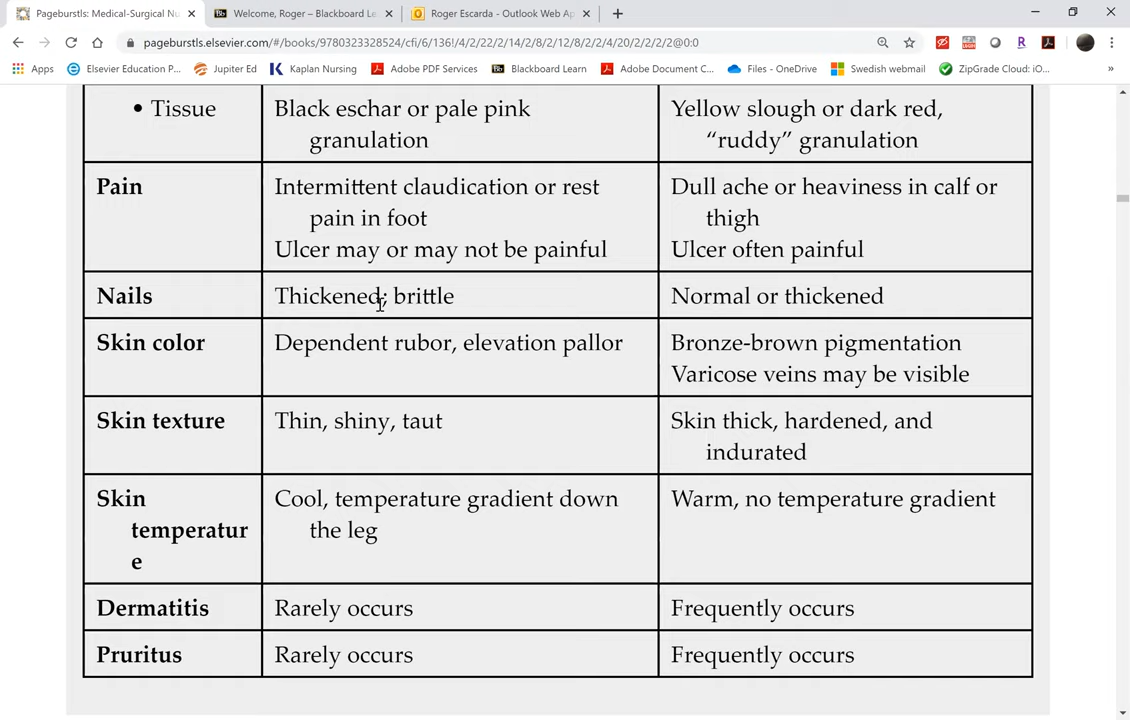 Pageburstls: Medical-Surgical Nu
Welcome, Roger – Blackboard Le
Roger Escarda - Outlook Web Ap
pageburstls.elsevier.com/#/books/9780323328524/cfi/6/136!/4/2/22/2/14/2/8/2/12/8/2/2/4/20/2/2/2/2@0:0
Apps
Elsevier Education P...
Jupiter Ed
Kaplan Nursing
Adobe PDF Services
Bb Blackboard Learn
Adobe Document C...
Files - OneDrive
Swedish webmail
ZipGrade Cloud: iO...
»
• Tissue
Black eschar or pale pink
granulation
Yellow slough or dark red,
“ruddy” granulation
Pain
Intermittent claudication or rest
pain in foot
Ulcer may or may not be painful
Dull ache or heaviness in calf or
thigh
Ulcer often painful
Nails
Thickened; brittle
Normal or thickened
Skin color
Dependent rubor, elevation pallor
Bronze-brown pigmentation
Varicose veins may be visible
Skin texture
Thin, shiny, taut
Skin thick, hardened, and
indurated
Skin
temperatur
e
Cool, temperature gradient down
the leg
Warm, no temperature gradient
Dermatitis
Rarely occurs
Frequently occurs
Pruritus
Rarely occurs
Frequently occurs